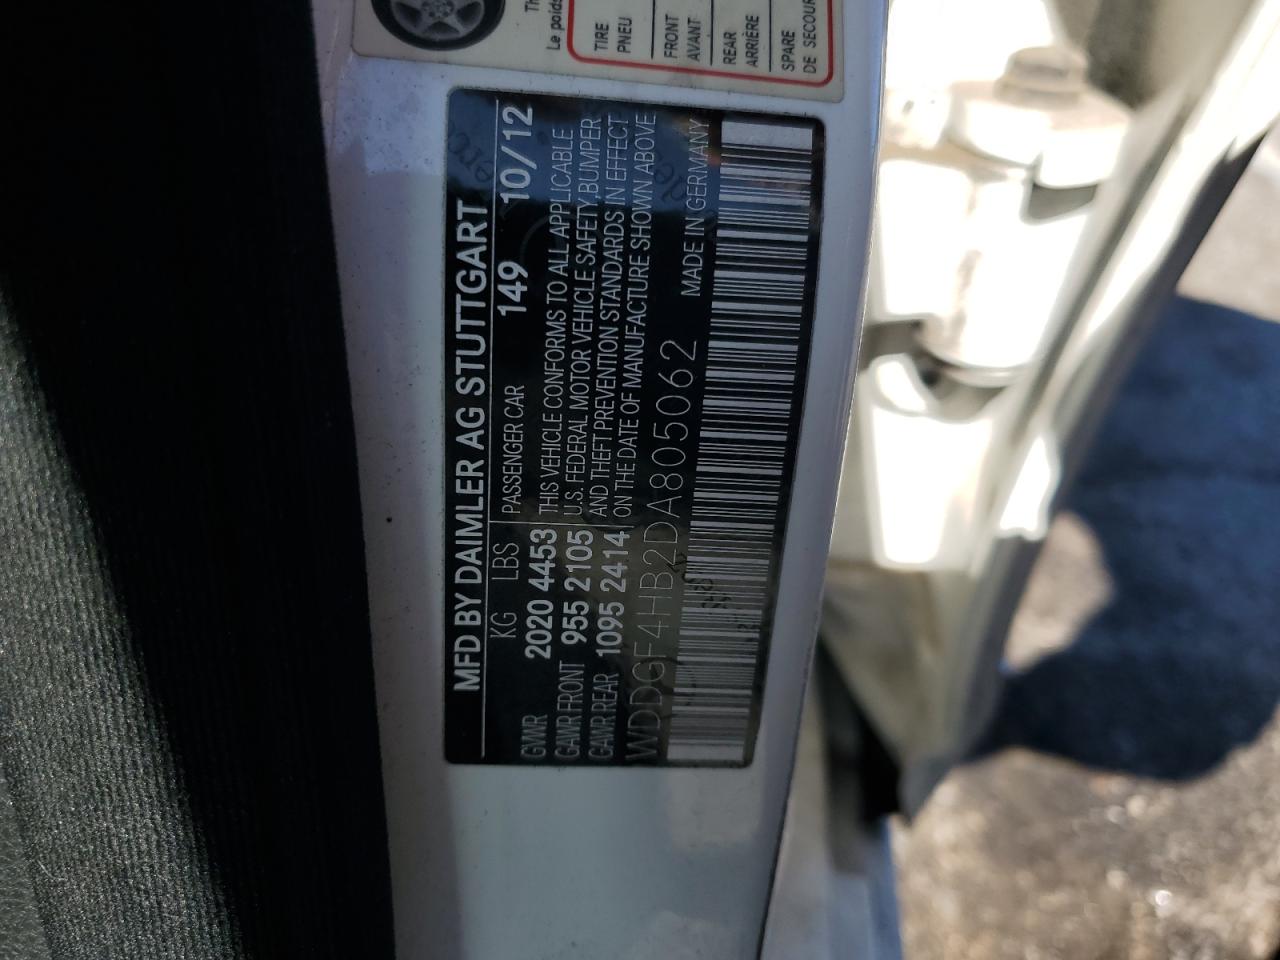 Th
Le poids
TIRE
PNEU
FRONT
AVANT
REAR
ARRIÈRE
SPARE
DE SECOUR
MFD BY DAIMLER AG STUTTGART
KG LBS PASSENGER CAR 149 10/12
GVWR 2020 4453 THIS VEHICLE CONFORMS TO ALL APPLICABLE
GAWR FRONT 955 2105 U.S. FEDERAL MOTOR VEHICLE SAFETY,BUMPER,
GAWR REAR 1095 2414 AND THEFT PREVENTION STANDARDS IN EFFECT
ON THE DATE OF MANUFACTURE SHOWN ABOVE
WDDGF4HB2DA805062 MADE IN GERMANY